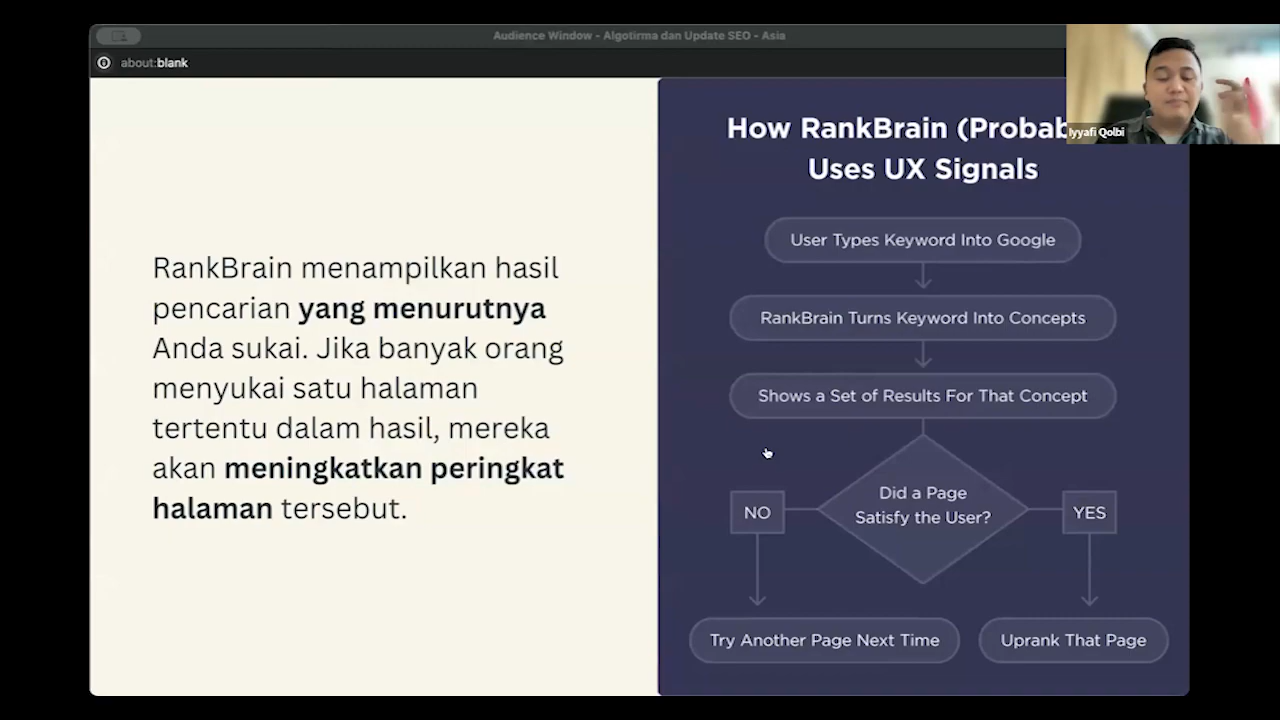 Audience Window - Algotirma dan Update SEO - Asia
about:blank
Iyyafi Qolbi
RankBrain menampilkan hasil
pencarian yang menurutnya
Anda sukai. Jika banyak orang
menyukai satu halaman
tertentu dalam hasil, mereka
akan meningkatkan peringkat
halaman tersebut.
How RankBrain (Probab
Uses UX Signals
User Types Keyword Into Google
RankBrain Turns Keyword Into Concepts
Shows a Set of Results For That Concept
Did a Page
Satisfy the User?
NO
YES
Try Another Page Next Time
Uprank That Page